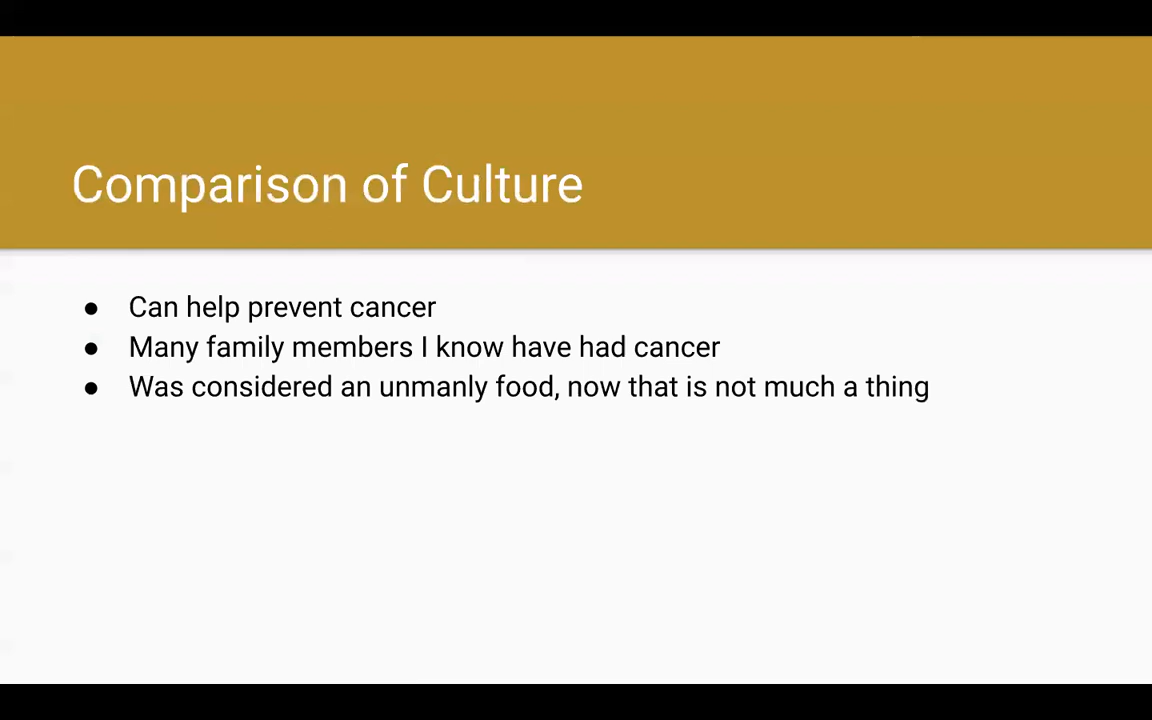 Comparison of Culture
● Can help prevent cancer
● Many family members I know have had cancer
● Was considered an unmanly food, now that is not much a thing